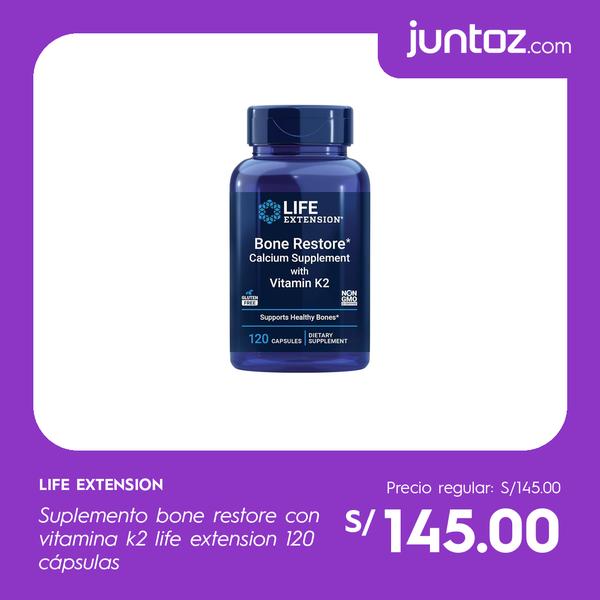 juntoz.com
LIFE
EXTENSION
Bone Restore*
Calcium Supplement
with
Vitamin K2
GLUTEN
FREE
NON
GMO
Supports Healthy Bones*
120 CAPSULES | DIETARY SUPPLEMENT
LIFE EXTENSION
Suplemento bone restore con
vitamina k2 life extension 120
cápsulas
Precio regular: S/145.00
S/ 145.00